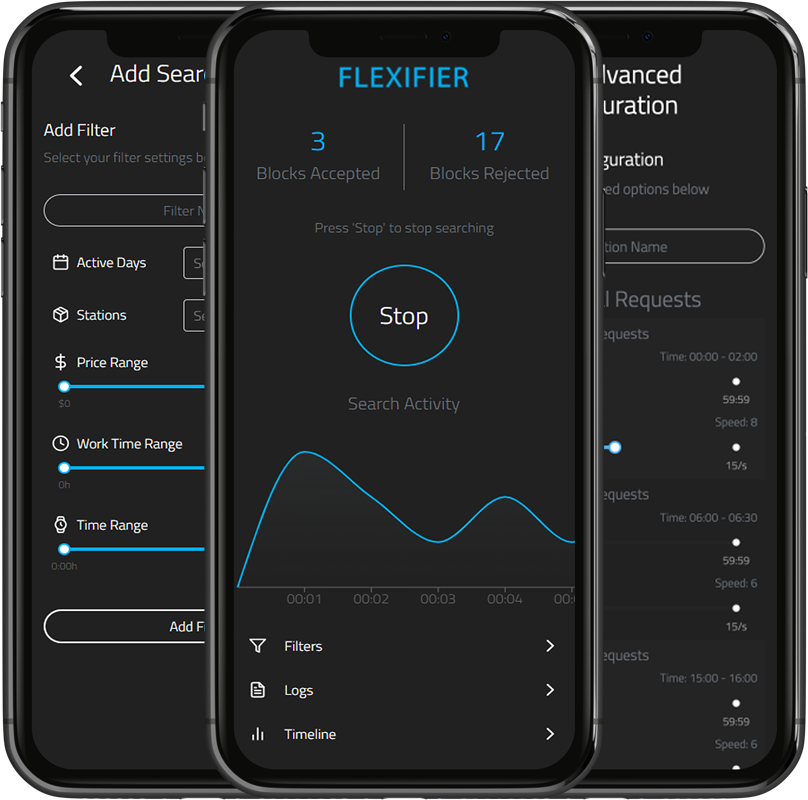 Add Sear
Add Filter
Select your filter settings b
Filter N
Active Days
Stations
Price Range
$0
Work Time Range
0h
Time Range
0:00h
Add Fi
FLEXIFIER
3
Blocks Accepted
17
Blocks Rejected
Press 'Stop' to stop searching
Stop
Search Activity
00:01 00:02 00:03 00:04 00:0
Filters
Logs
Timeline
dvanced
uration
guration
ed options below
tion Name
l Requests
equests
Time: 00:00 - 02:00
59:59
Speed: 8
15/s
equests
Time: 06:00 - 06:30
59:59
Speed: 6
15/s
equests
Time: 15:00 - 16:00
59:59
Speed: 6